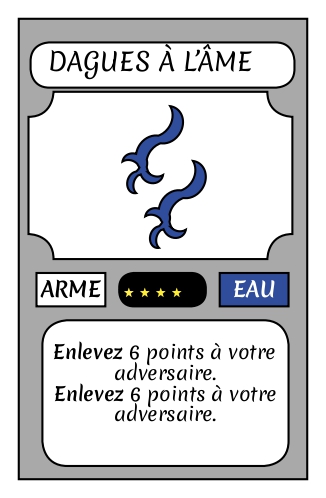 DAGUES À L'ÂME
ARME
EAU
Enlevez 6 points à votre
adversaire.
Enlevez 6 points à votre
adversaire.